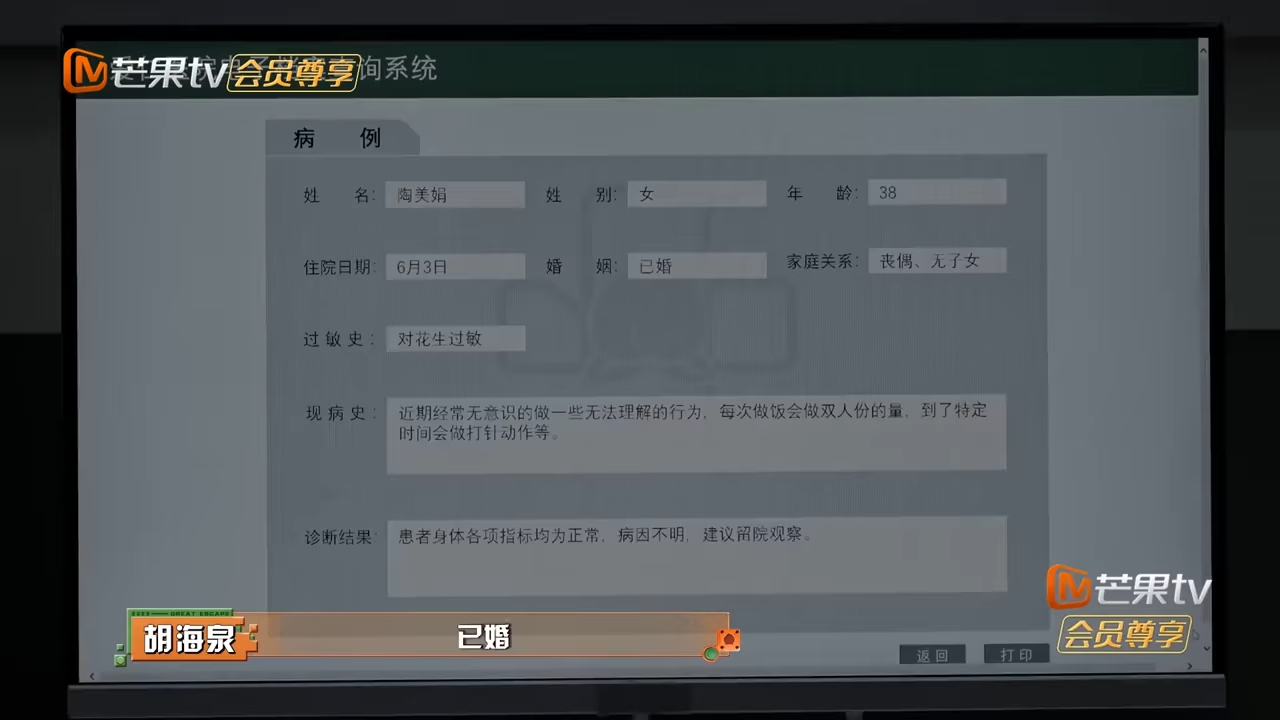 芒果tv会员尊享询系统
病 例
姓 名: 陶美娟 姓 别: 女 年 龄: 38
住院日期: 6月3日 婚 姻: 已婚 家庭关系: 丧偶、无子女
过敏史: 对花生过敏
现病史: 近期经常无意识的做一些无法理解的行为, 每次做饭会做双人份的量, 到了特定
时间会做打针动作等。
诊断结果: 患者身体各项指标均为正常, 病因不明, 建议留院观察。
芒果tv
会员尊享
GREAT ESCAPE
胡海泉 已婚
返回 打印